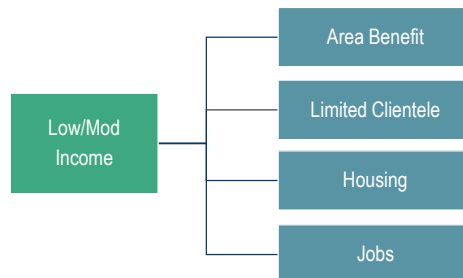 Low/Mod
Income
Area Benefit
Limited Clientele
Housing
Jobs